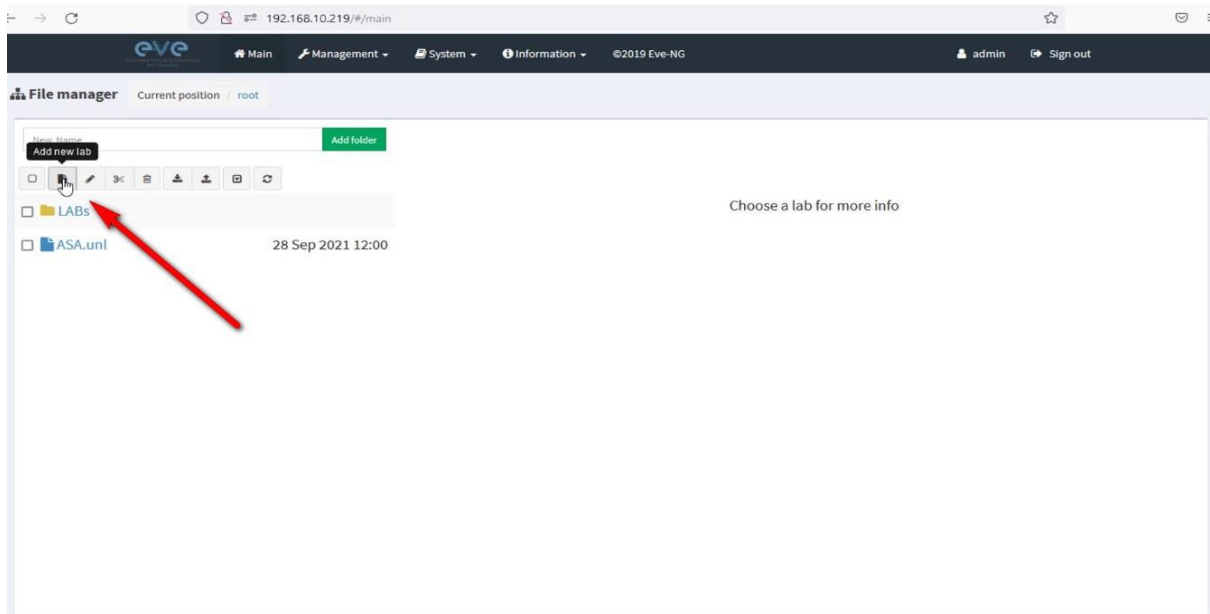 192.168.10.219/#/main
eve
Main Management System Information ©2019 Eve-NG admin Sign out
File manager Current position / root
New Name Add folder
Add new lab
LABs
ASA.unl 28 Sep 2021 12:00
Choose a lab for more info